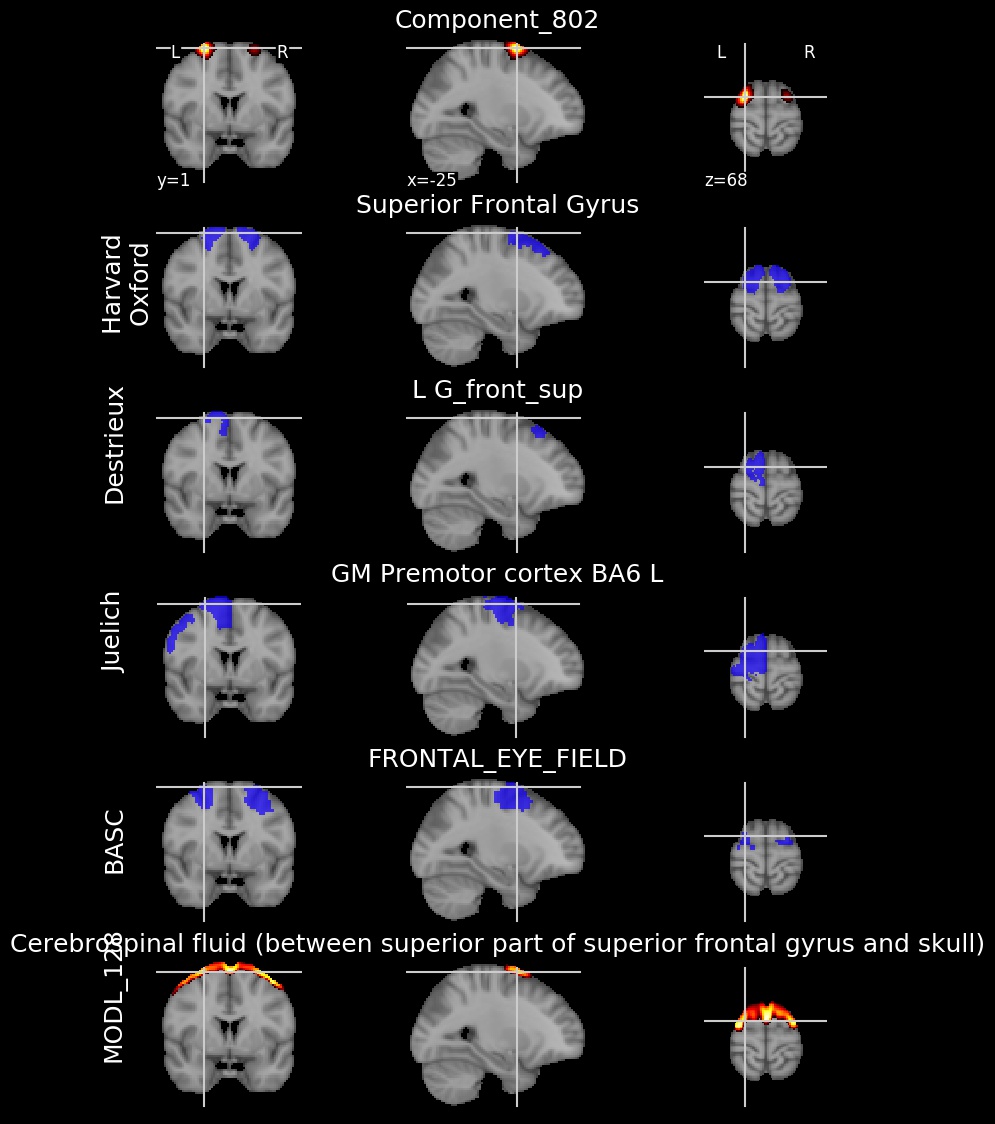 Component_802
L R
L R
y=1
x=-25
z=68
Superior Frontal Gyrus
Harvard
Oxford
L G_front_sup
Destrieux
GM Premotor cortex BA6 L
Juelich
FRONTAL_EYE_FIELD
BASC
Cerebrospinal fluid (between superior part of superior frontal gyrus and skull)
MODL_128